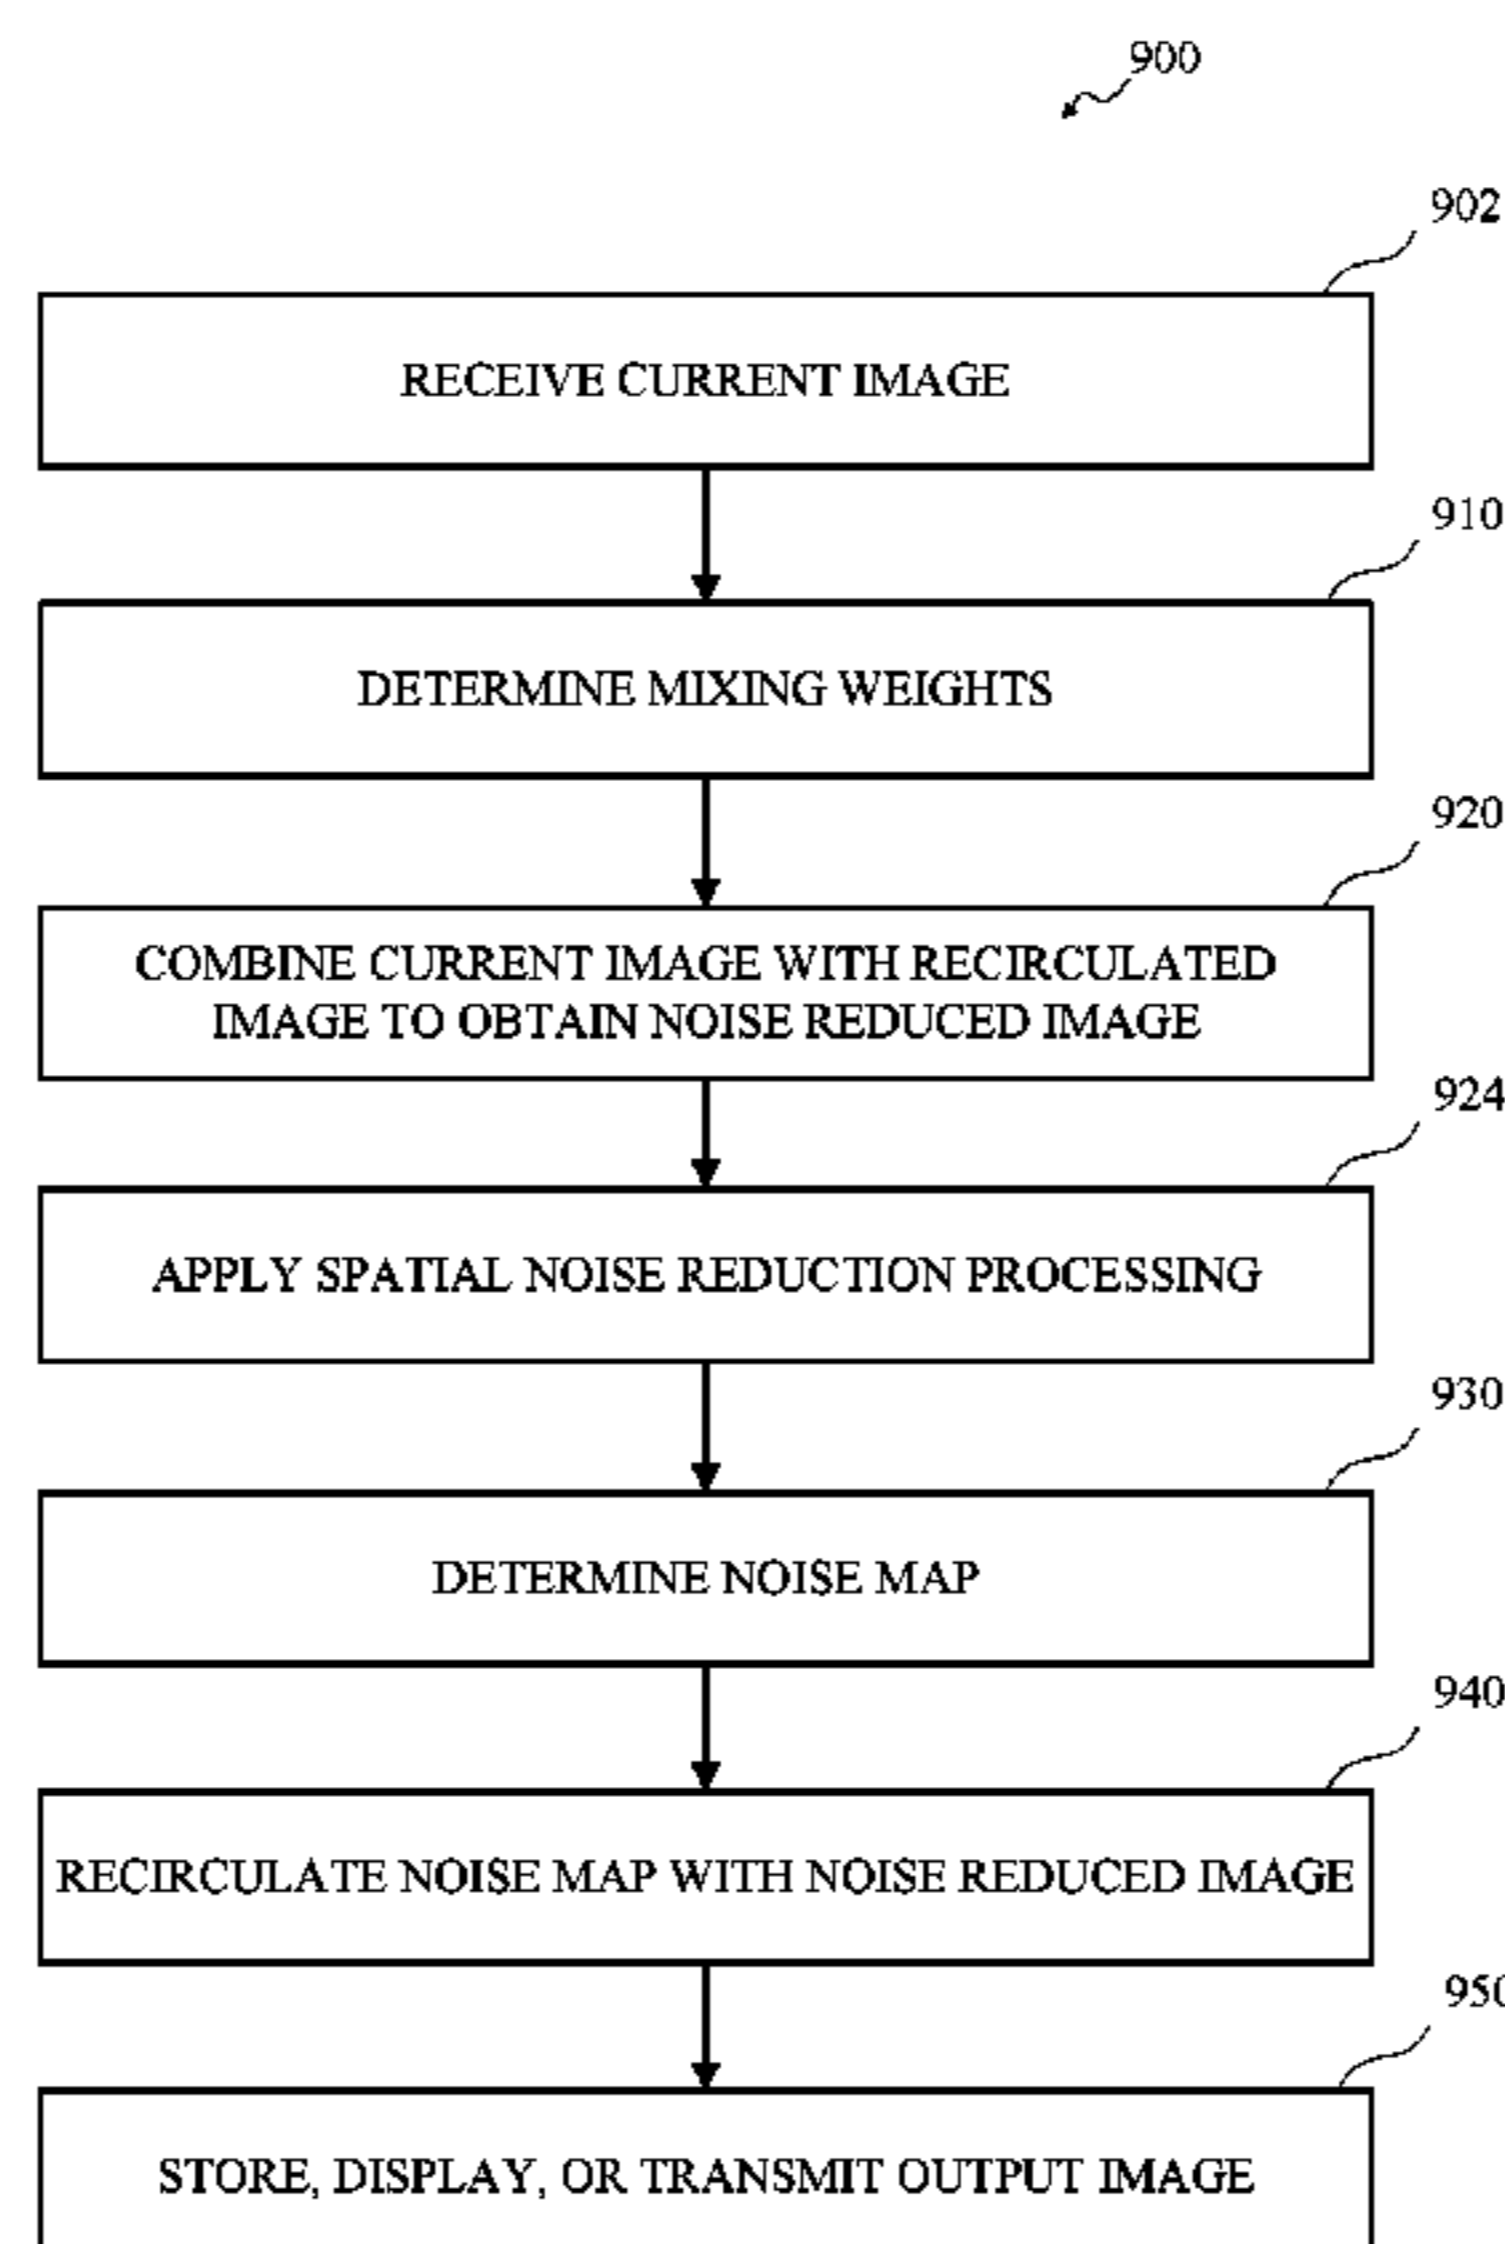 900
902
RECEIVE CURRENT IMAGE
910
DETERMINE MIXING WEIGHTS
920
COMBINE CURRENT IMAGE WITH RECIRCULATED
IMAGE TO OBTAIN NOISE REDUCED IMAGE
924
APPLY SPATIAL NOISE REDUCTION PROCESSING
930
DETERMINE NOISE MAP
940
RECIRCULATE NOISE MAP WITH NOISE REDUCED IMAGE
950
STORE, DISPLAY, OR TRANSMIT OUTPUT IMAGE